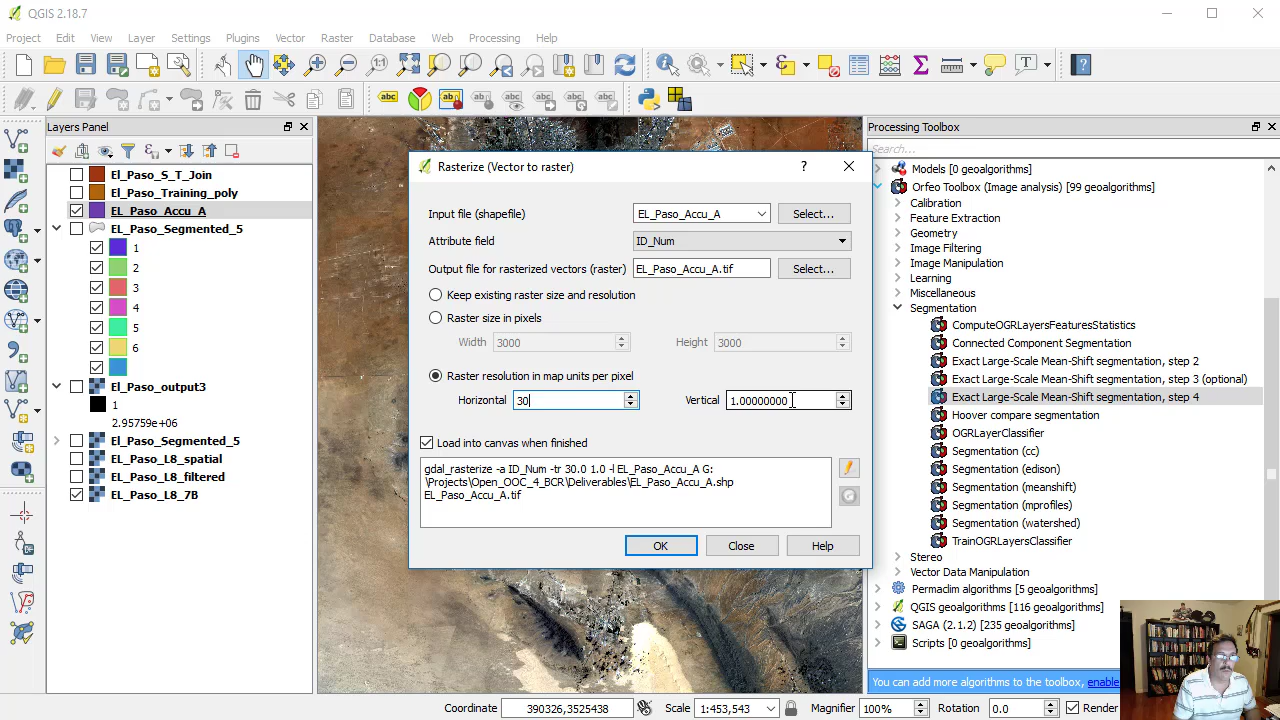 QGIS 2.18.7
Project Edit View Layer Settings Plugins Vector Raster Database Web Processing Help
Layers Panel
El_Paso_S_T_Join
El_Paso_Training_poly
EL_Paso_Accu_A
EL_Paso_Segmented_5
1
2
3
4
5
6
El_Paso_output3
1
2.95759e+06
EL_Paso_Segmented_5
EL_Paso_L8_spatial
EL_Paso_L8_filtered
EL_Paso_L8_7B
Rasterize (Vector to raster)
Input file (shapefile) EL_Paso_Accu_A Select...
Attribute field ID_Num
Output file for rasterized vectors (raster) EL_Paso_Accu_A.tif Select...
Keep existing raster size and resolution
Raster size in pixels
Width 3000 Height 3000
Raster resolution in map units per pixel
Horizontal 30 Vertical 1.00000000
Load into canvas when finished
gdal_rasterize -a ID_Num -tr 30.0 1.0 -l EL_Paso_Accu_A G:
\Projects\Open_OOC_4_BCR\Deliverables\EL_Paso_Accu_A.shp
EL_Paso_Accu_A.tif
OK Close Help
Processing Toolbox
Search...
Models [0 geoalgorithms]
Orfeo Toolbox (Image analysis) [99 geoalgorithms]
Calibration
Feature Extraction
Geometry
Image Filtering
Image Manipulation
Learning
Miscellaneous
Segmentation
ComputeOGRLayersFeaturesStatistics
Connected Component Segmentation
Exact Large-Scale Mean-Shift segmentation, step 2
Exact Large-Scale Mean-Shift segmentation, step 3 (optional)
Exact Large-Scale Mean-Shift segmentation, step 4
Hoover compare segmentation
OGRLayerClassifier
Segmentation (cc)
Segmentation (edison)
Segmentation (meanshift)
Segmentation (mprofiles)
Segmentation (watershed)
TrainOGRLayersClassifier
Stereo
Vector Data Manipulation
Permaclim algorithms [5 geoalgorithms]
QGIS geoalgorithms [116 geoalgorithms]
SAGA (2.1.2) [235 geoalgorithms]
Scripts [0 geoalgorithms]
You can add more algorithms to the toolbox, enable
Coordinate 390326,3525438 Scale 1:453,543 Magnifier 100% Rotation 0.0 Render